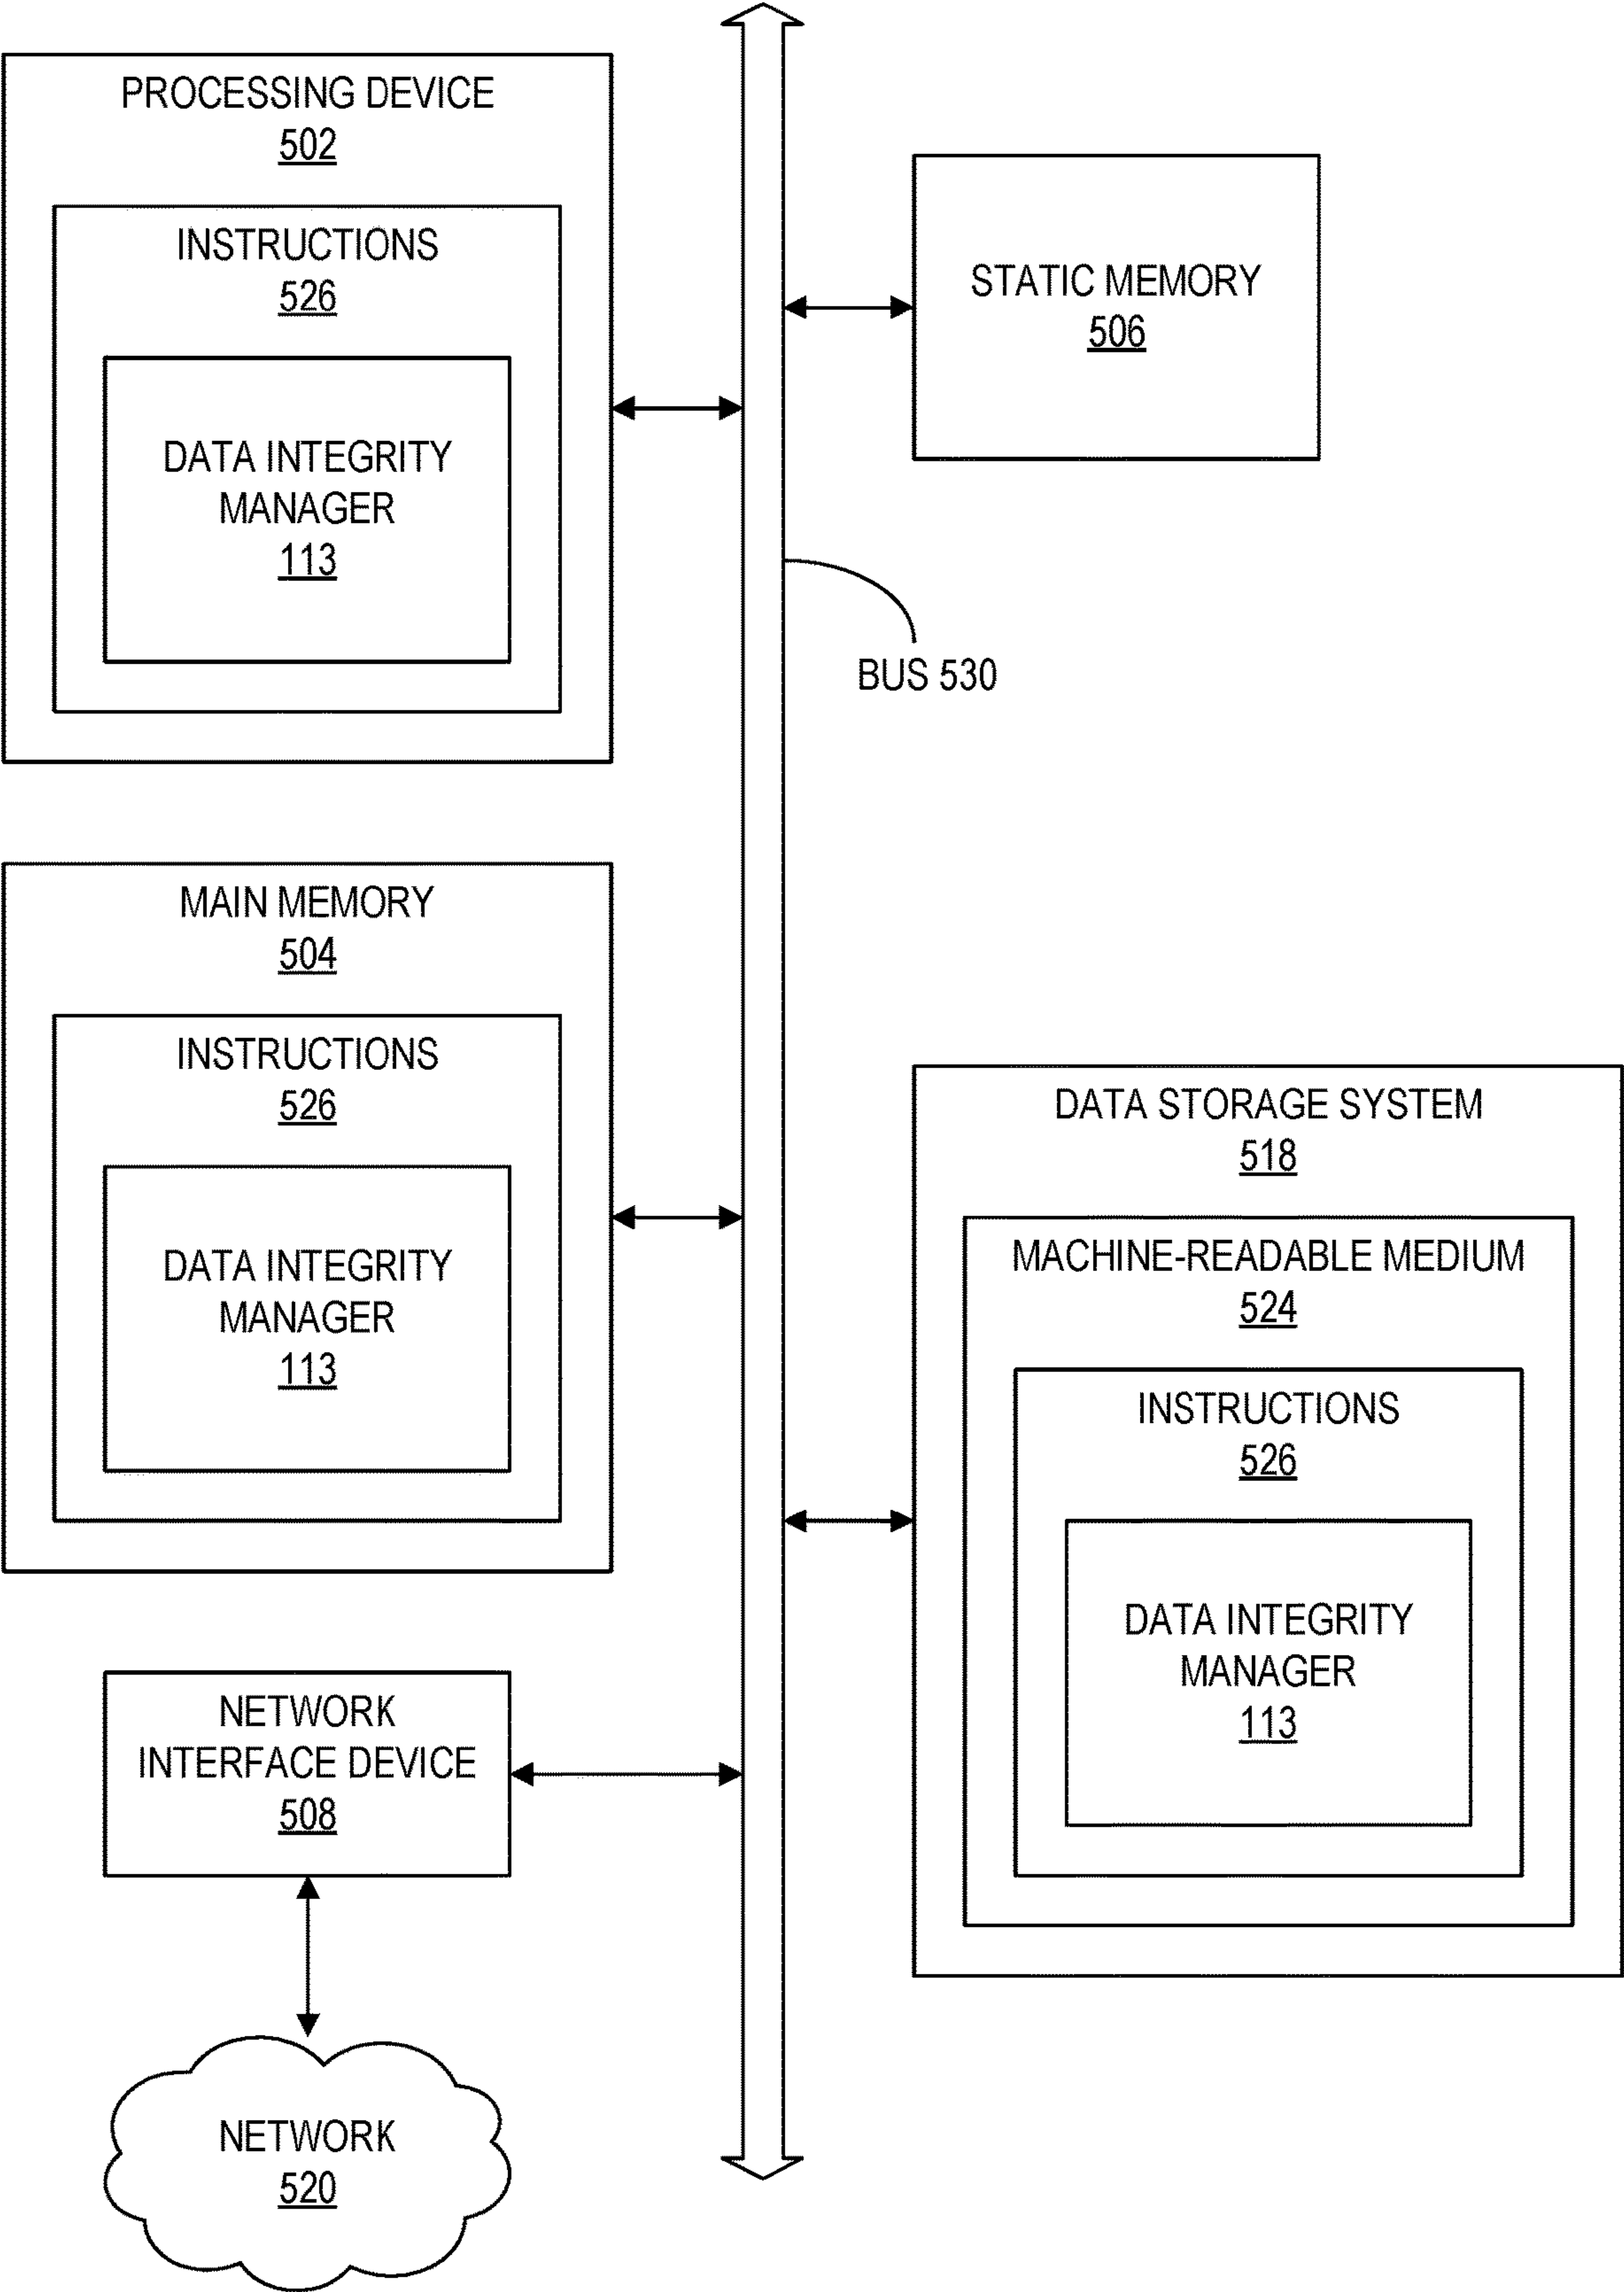 PROCESSING DEVICE
502
INSTRUCTIONS
526
DATA INTEGRITY
MANAGER
113
STATIC MEMORY
506
BUS 530
MAIN MEMORY
504
INSTRUCTIONS
526
DATA INTEGRITY
MANAGER
113
DATA STORAGE SYSTEM
518
MACHINE-READABLE MEDIUM
524
INSTRUCTIONS
526
DATA INTEGRITY
MANAGER
113
NETWORK
INTERFACE DEVICE
508
NETWORK
520